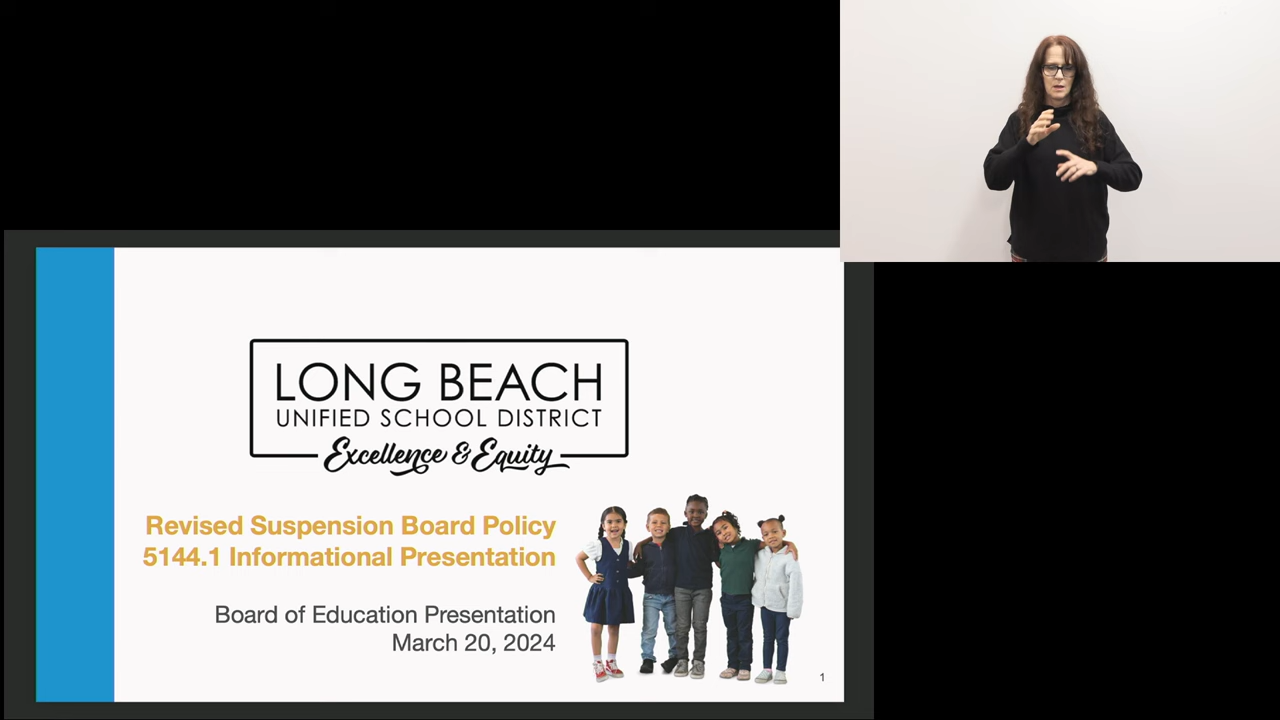 LONG BEACH
UNIFIED SCHOOL DISTRICT
Excellence & Equity
Revised Suspension Board Policy
5144.1 Informational Presentation
Board of Education Presentation
March 20, 2024
1